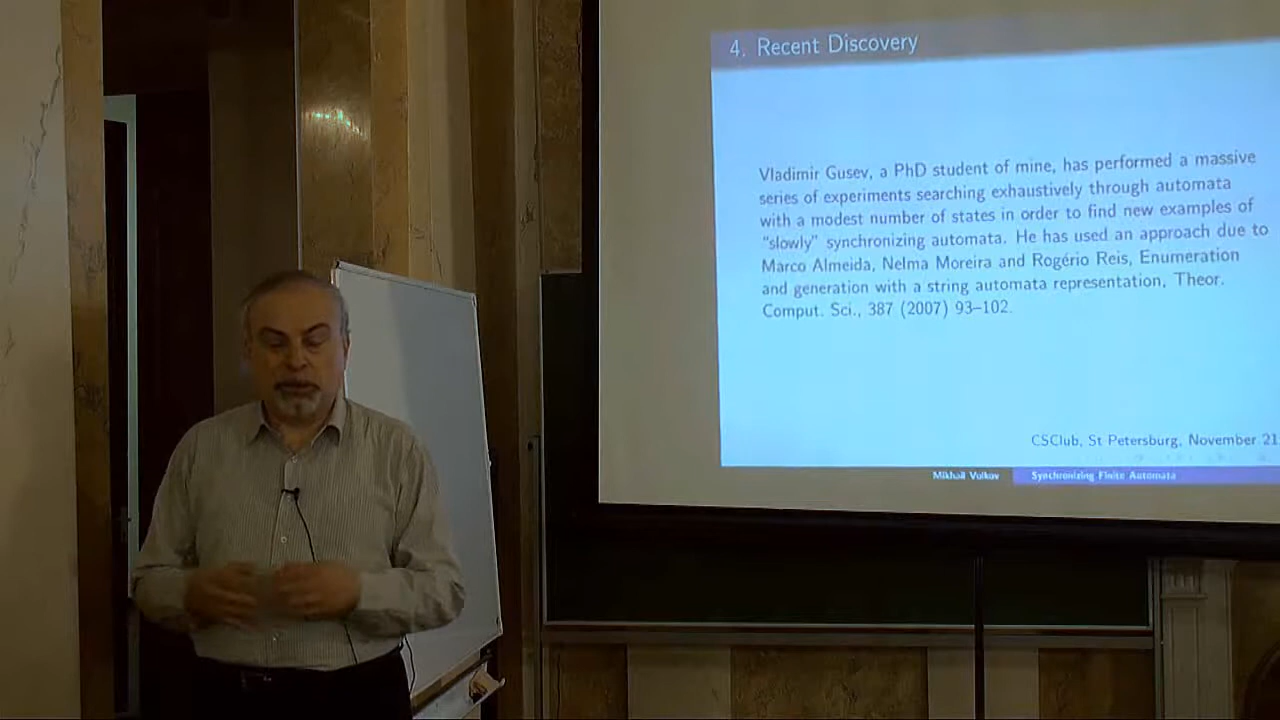 4. Recent Discovery
Vladimir Gusev, a PhD student of mine, has performed a massive
series of experiments searching exhaustively through automata
with a modest number of states in order to find new examples of
“slowly” synchronizing automata. He has used an approach due to
Marco Almeida, Nelma Moreira and Rogério Reis, Enumeration
and generation with a string automata representation, Theor.
Comput. Sci., 387 (2007) 93–102.
CSClub, St Petersburg, November 21
Mikhail Volkov Synchronizing Finite Automata